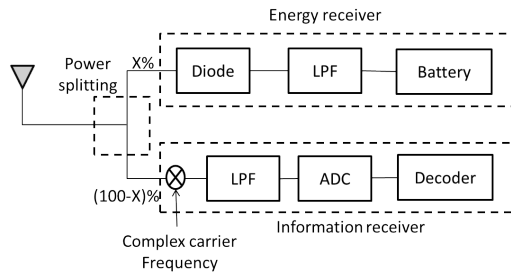 Energy receiver
Power
splitting
X%
Diode
LPF
Battery
(100-X)%
LPF
ADC
Decoder
Complex carrier
Frequency
Information receiver